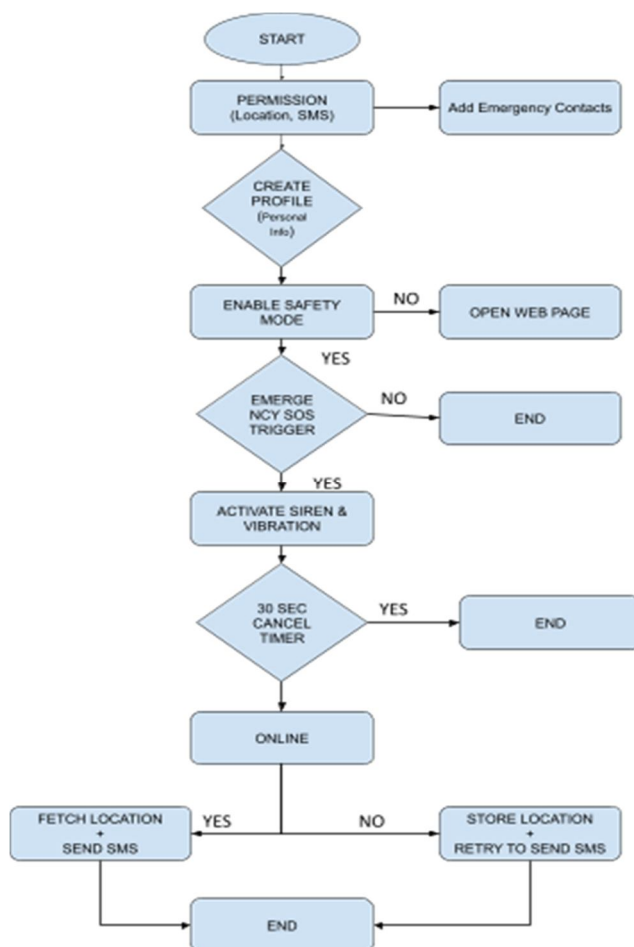 START
PERMISSION
(Location, SMS)
Add Emergency Contacts
CREATE
PROFILE
(Personal
Info)
ENABLE SAFETY
MODE
NO
OPEN WEB PAGE
YES
EMERGE
NCY SOS
TRIGGER
NO
END
YES
ACTIVATE SIREN &
VIBRATION
30 SEC
CANCEL
TIMER
YES
END
ONLINE
FETCH LOCATION
+
SEND SMS
YES
NO
STORE LOCATION
+
RETRY TO SEND SMS
END